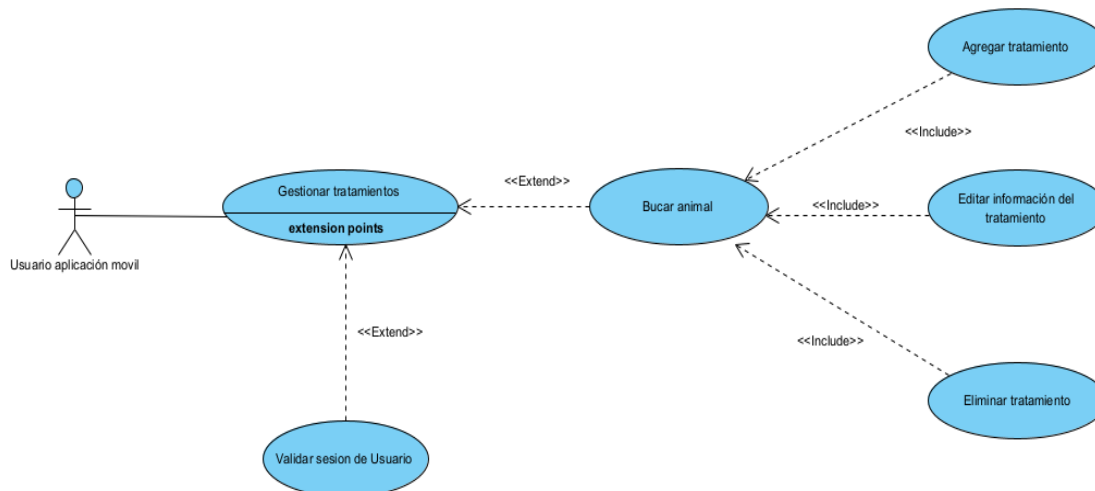 Agregar tratamiento
<<Include>>
<<Extend>>
Gestionar tratamientos
extension points
Bucar animal
<<Include>>
Editar información del
tratamiento
Usuario aplicación movil
<<Extend>>
<<Include>>
Eliminar tratamiento
Validar sesion de Usuario